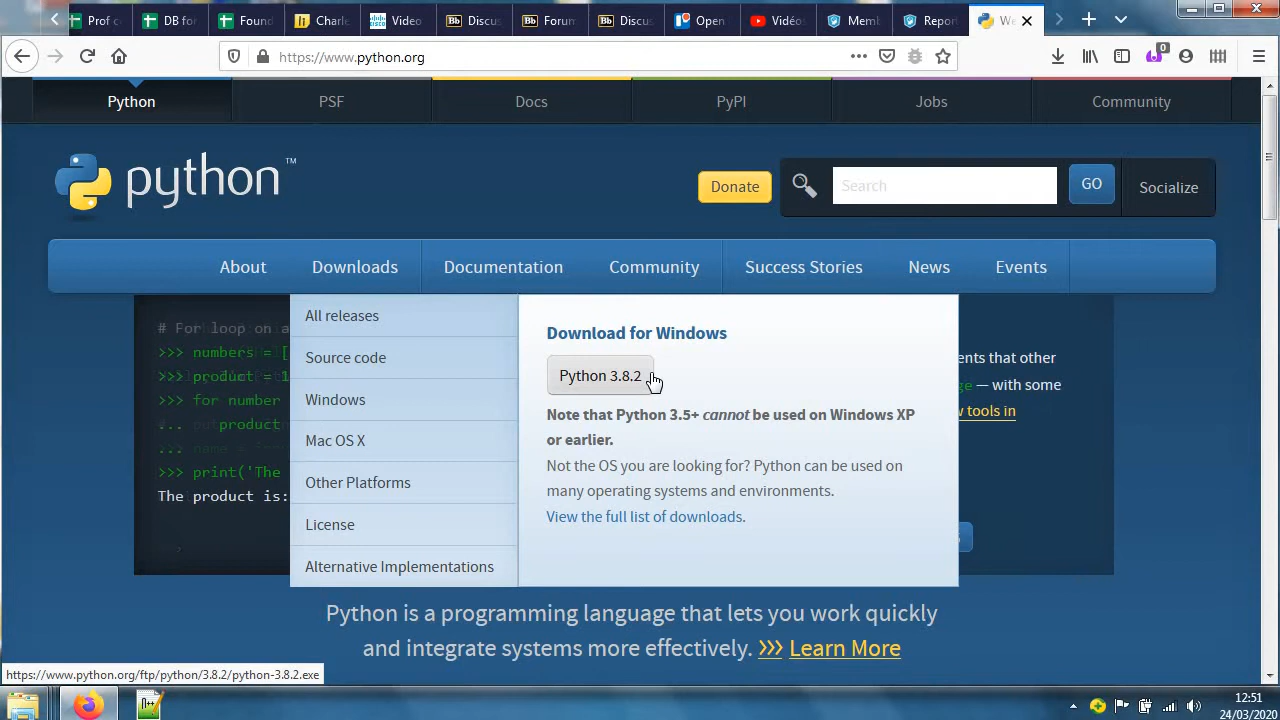 Prof c
DB for
Found
Charle
Video
Discus
Forum
Discus
Open
Vidéo
Memb
Report
We
https://www.python.org
0
Python
PSF
Docs
PyPI
Jobs
Community
python™
Donate
Search
GO
Socialize
About
Downloads
Documentation
Community
Success Stories
News
Events
# For loop on a
>>> numbers = [
>>> product = 1
>>> for number
... product
...
>>> print('The
The product is:
All releases
Source code
Windows
Mac OS X
Other Platforms
License
Alternative Implementations
Download for Windows
Python 3.8.2
Note that Python 3.5+ cannot be used on Windows XP
or earlier.
Not the OS you are looking for? Python can be used on
many operating systems and environments.
View the full list of downloads.
ents that other
ge — with some
w tools in
Python is a programming language that lets you work quickly
and integrate systems more effectively. >>> Learn More
https://www.python.org/ftp/python/3.8.2/python-3.8.2.exe
12:51
24/03/2020